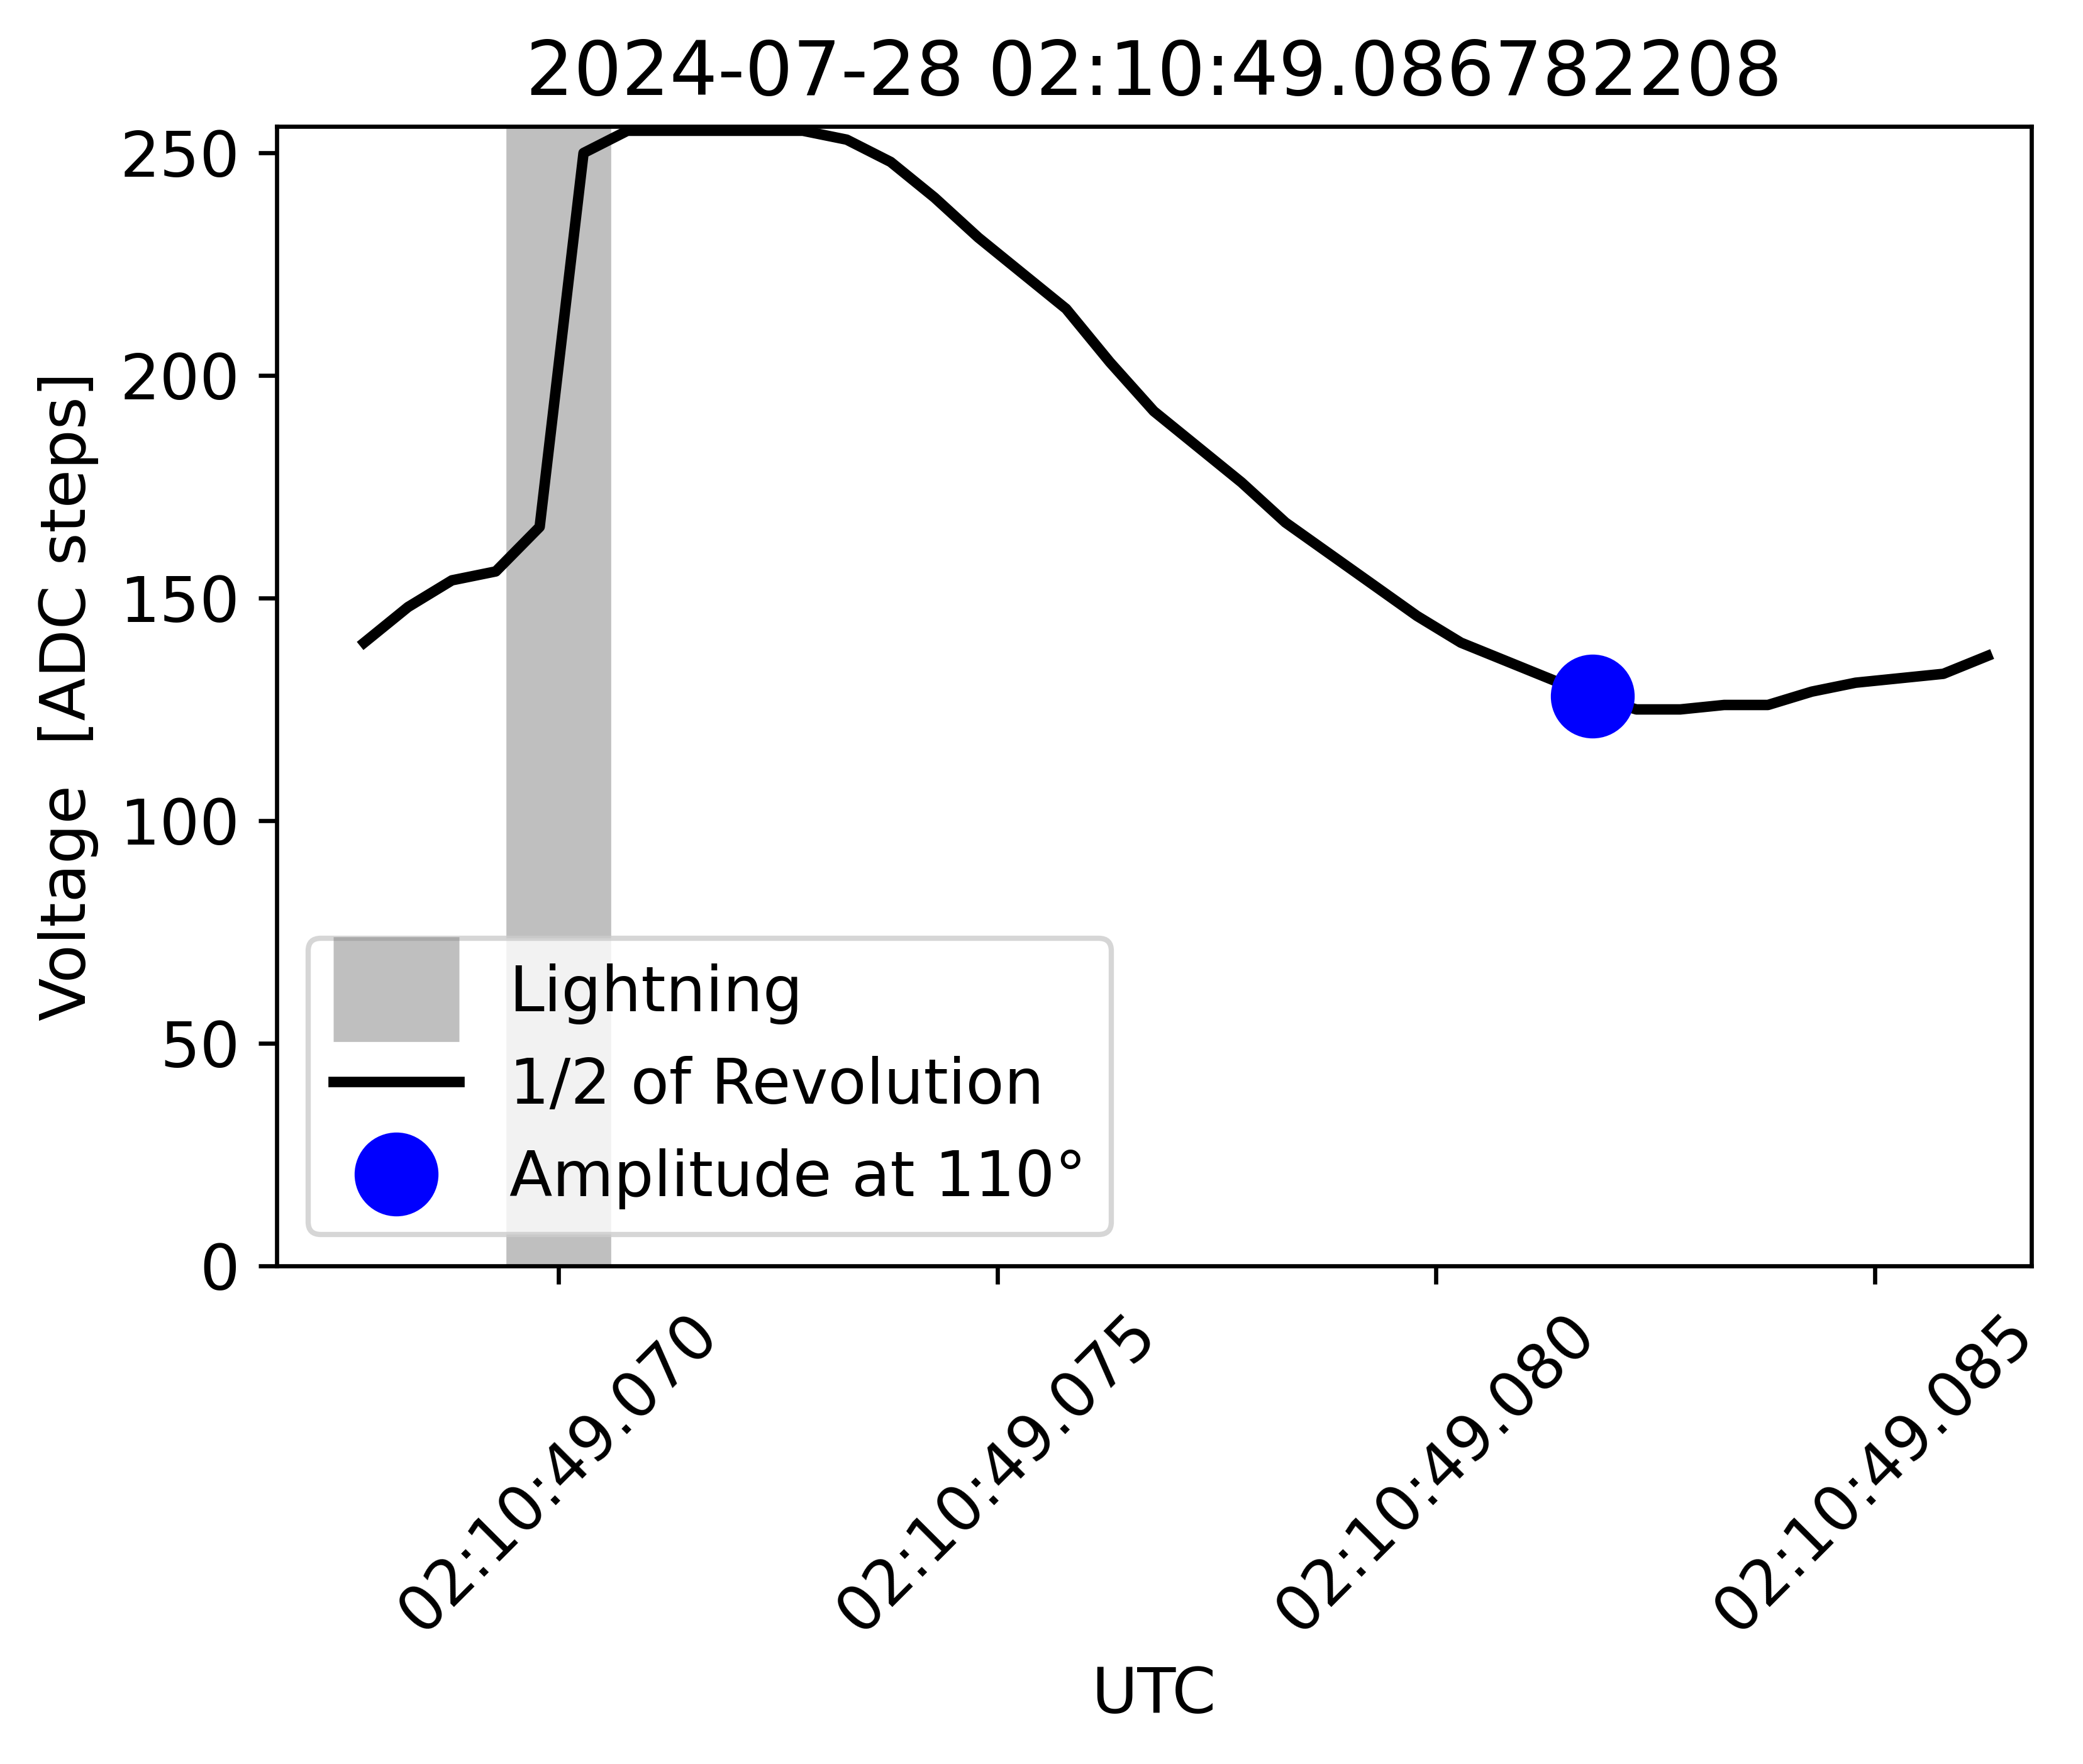 2024-07-28 02:10:49.086782208
Voltage [ADC steps]
250
200
150
100
50
0
Lightning
1/2 of Revolution
Amplitude at 110°
02:10:49.070
02:10:49.075
02:10:49.080
02:10:49.085
UTC